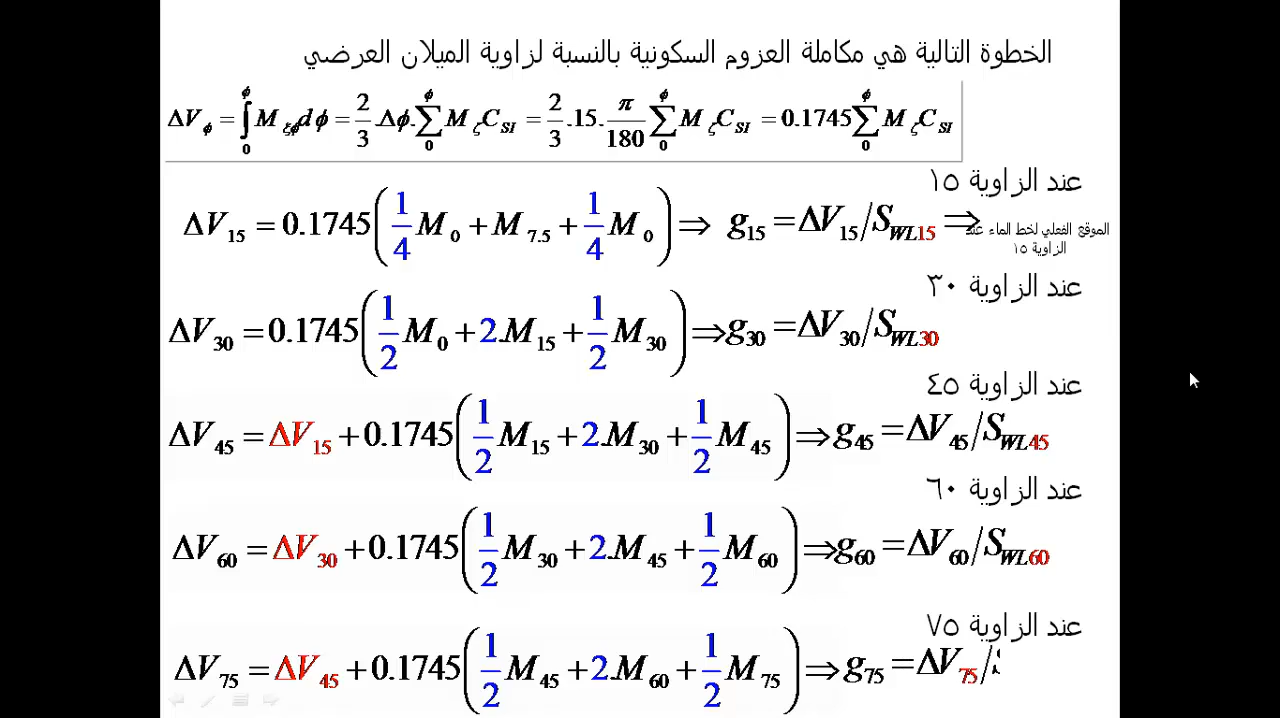 الخطوة التالية هي مكاملة العزوم السكونية بالنسبة لزاوية الميلان العرضي
ΔV_ϕ = ∫_0^ϕ M_ζϕ dϕ = 2/3 .Δϕ. ∑_0^ϕ M_ζ C_SI = 2/3 .15. π/180 ∑_0^ϕ M_ζ C_SI = 0.1745 ∑_0^ϕ M_ζ C_SI
عند الزاوية ١٥
ΔV_15 = 0.1745 (1/4 M_0 + M_7.5 + 1/4 M_0) ⇒ g_15 = ΔV_15/S_WL15 ⇒
الموقع الفعلي لخط الماء عند
الزاوية ١٥
عند الزاوية ٣٠
ΔV_30 = 0.1745 (1/2 M_0 + 2.M_15 + 1/2 M_30) ⇒ g_30 = ΔV_30/S_WL30
عند الزاوية ٤٥
ΔV_45 = ΔV_15 + 0.1745 (1/2 M_15 + 2.M_30 + 1/2 M_45) ⇒ g_45 = ΔV_45/S_WL45
عند الزاوية ٦٠
ΔV_60 = ΔV_30 + 0.1745 (1/2 M_30 + 2.M_45 + 1/2 M_60) ⇒ g_60 = ΔV_60/S_WL60
عند الزاوية ٧٥
ΔV_75 = ΔV_45 + 0.1745 (1/2 M_45 + 2.M_60 + 1/2 M_75) ⇒ g_75 = ΔV_75/